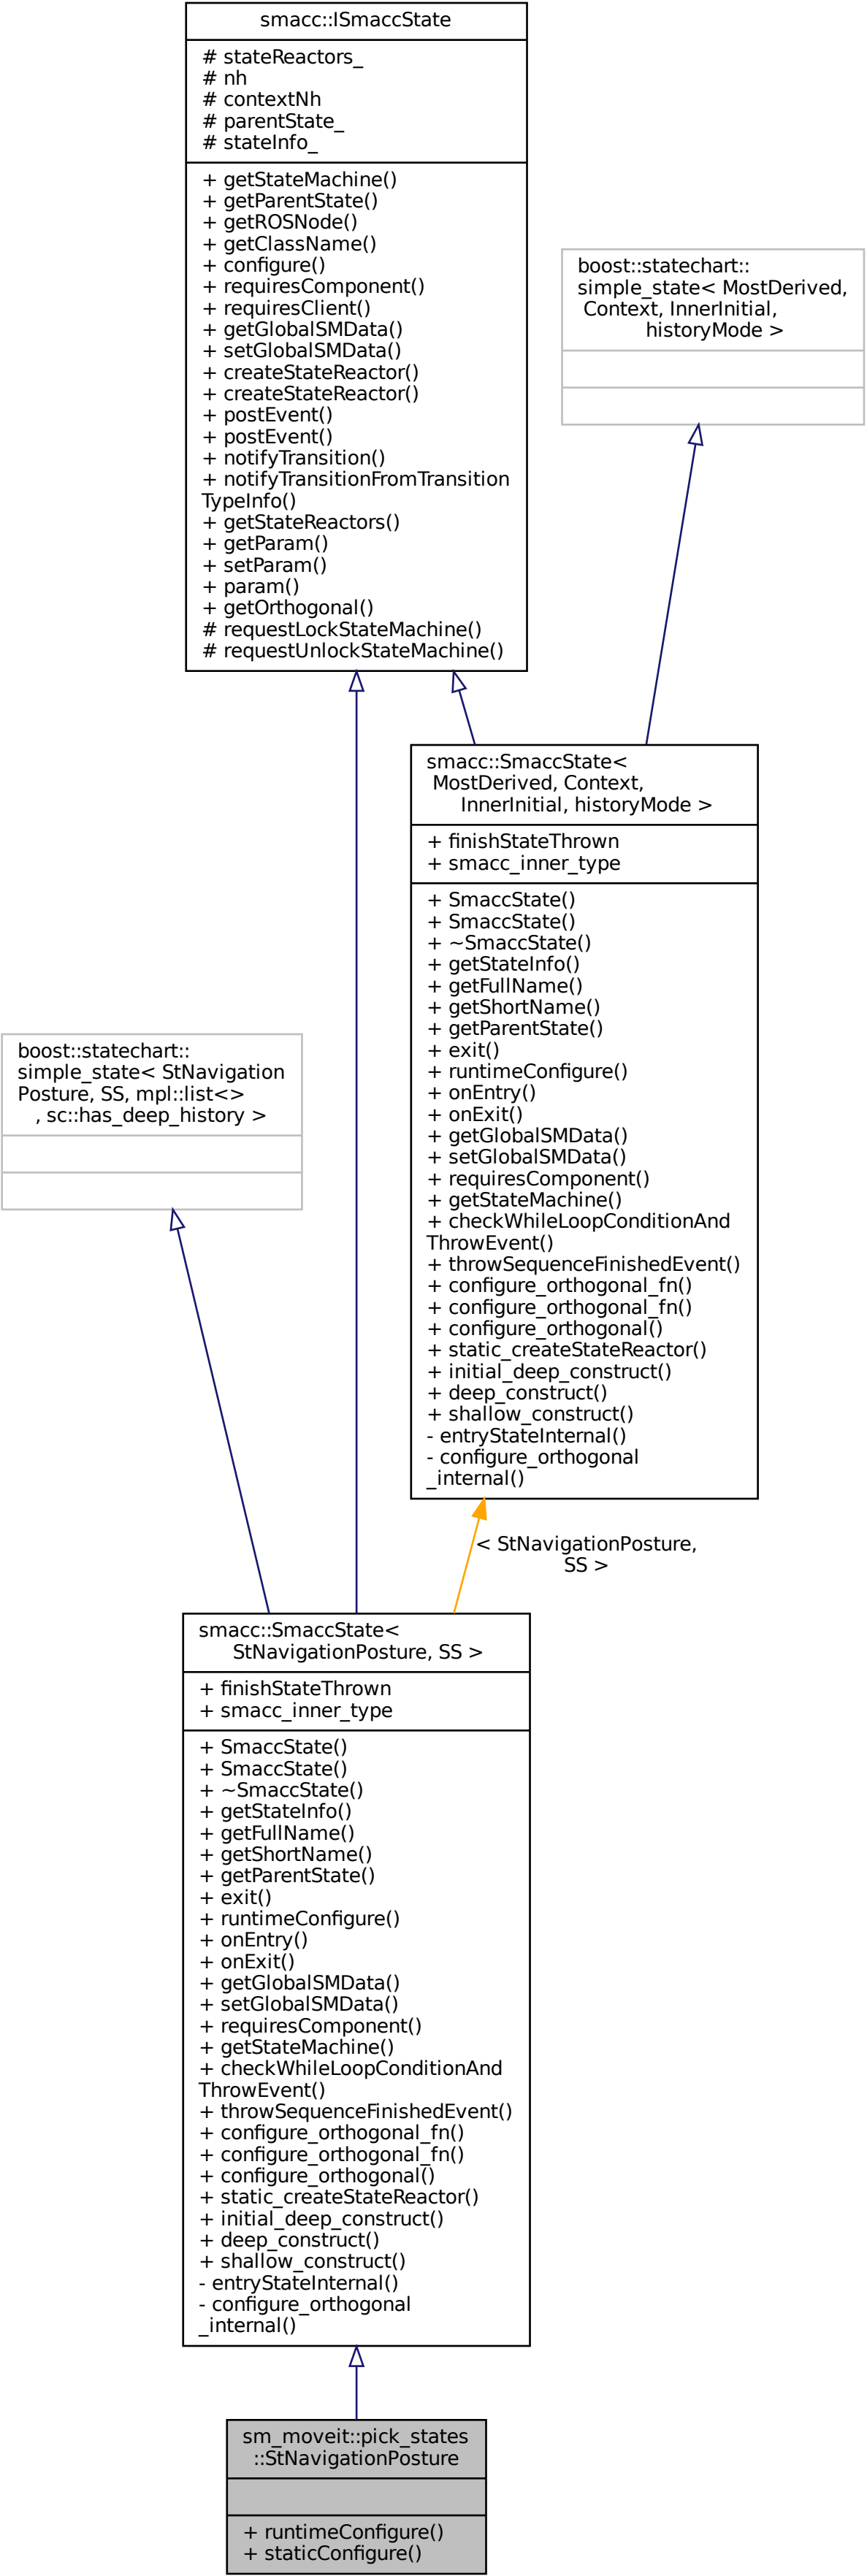 smacc::ISmaccState
# stateReactors_
# nh
# contextNh
# parentState_
# stateInfo_
+ getStateMachine()
+ getParentState()
+ getROSNode()
+ getClassName()
+ configure()
+ requiresComponent()
+ requiresClient()
+ getGlobalSMData()
+ setGlobalSMData()
+ createStateReactor()
+ createStateReactor()
+ postEvent()
+ postEvent()
+ notifyTransition()
+ notifyTransitionFromTransition
TypeInfo()
+ getStateReactors()
+ getParam()
+ setParam()
+ param()
+ getOrthogonal()
# requestLockStateMachine()
# requestUnlockStateMachine()
boost::statechart::
simple_state< MostDerived,
Context, InnerInitial,
historyMode >
smacc::SmaccState<
MostDerived, Context,
InnerInitial, historyMode >
+ finishStateThrown
+ smacc_inner_type
+ SmaccState()
+ SmaccState()
+ ~SmaccState()
+ getStateInfo()
+ getFullName()
+ getShortName()
+ getParentState()
+ exit()
+ runtimeConfigure()
+ onEntry()
+ onExit()
+ getGlobalSMData()
+ setGlobalSMData()
+ requiresComponent()
+ getStateMachine()
+ checkWhileLoopConditionAnd
ThrowEvent()
+ throwSequenceFinishedEvent()
+ configure_orthogonal_fn()
+ configure_orthogonal_fn()
+ configure_orthogonal()
+ static_createStateReactor()
+ initial_deep_construct()
+ deep_construct()
+ shallow_construct()
- entryStateInternal()
- configure_orthogonal
_internal()
boost::statechart::
simple_state< StNavigation
Posture, SS, mpl::list<>
, sc::has_deep_history >
< StNavigationPosture,
SS >
smacc::SmaccState<
StNavigationPosture, SS >
+ finishStateThrown
+ smacc_inner_type
+ SmaccState()
+ SmaccState()
+ ~SmaccState()
+ getStateInfo()
+ getFullName()
+ getShortName()
+ getParentState()
+ exit()
+ runtimeConfigure()
+ onEntry()
+ onExit()
+ getGlobalSMData()
+ setGlobalSMData()
+ requiresComponent()
+ getStateMachine()
+ checkWhileLoopConditionAnd
ThrowEvent()
+ throwSequenceFinishedEvent()
+ configure_orthogonal_fn()
+ configure_orthogonal_fn()
+ configure_orthogonal()
+ static_createStateReactor()
+ initial_deep_construct()
+ deep_construct()
+ shallow_construct()
- entryStateInternal()
- configure_orthogonal
_internal()
sm_moveit::pick_states
::StNavigationPosture
+ runtimeConfigure()
+ staticConfigure()